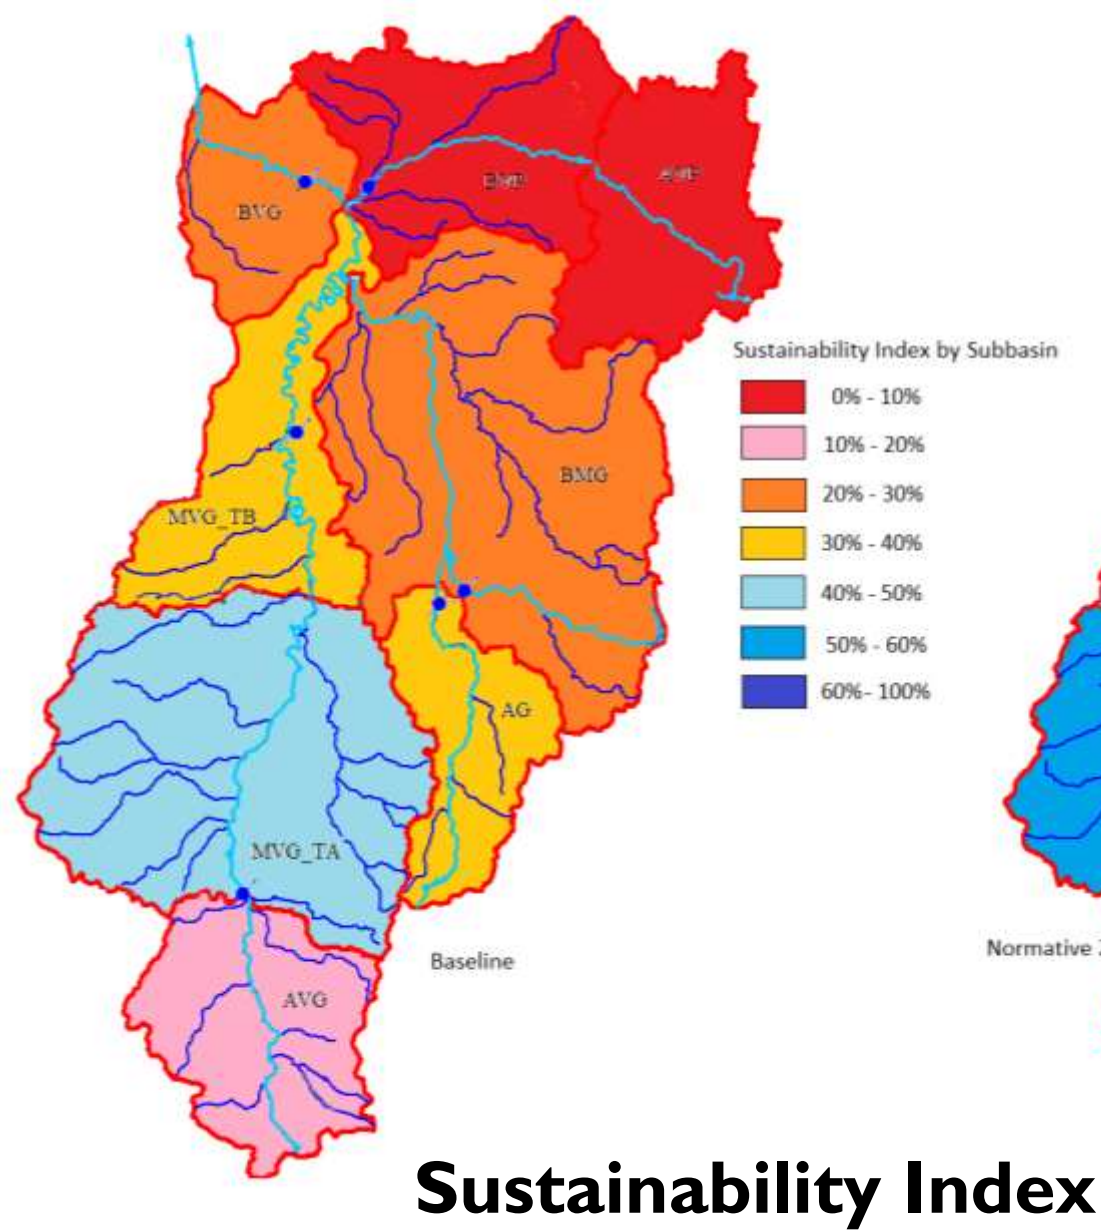 BVG
Sustainability Index by Subbasin
0% - 10%
10% - 20%
20% - 30%
30% - 40%
40% - 50%
50% - 60%
60%- 100%
BMG
MVG_TB
AG
MVG_TA
Baseline
Normative
AVG
Sustainability Index